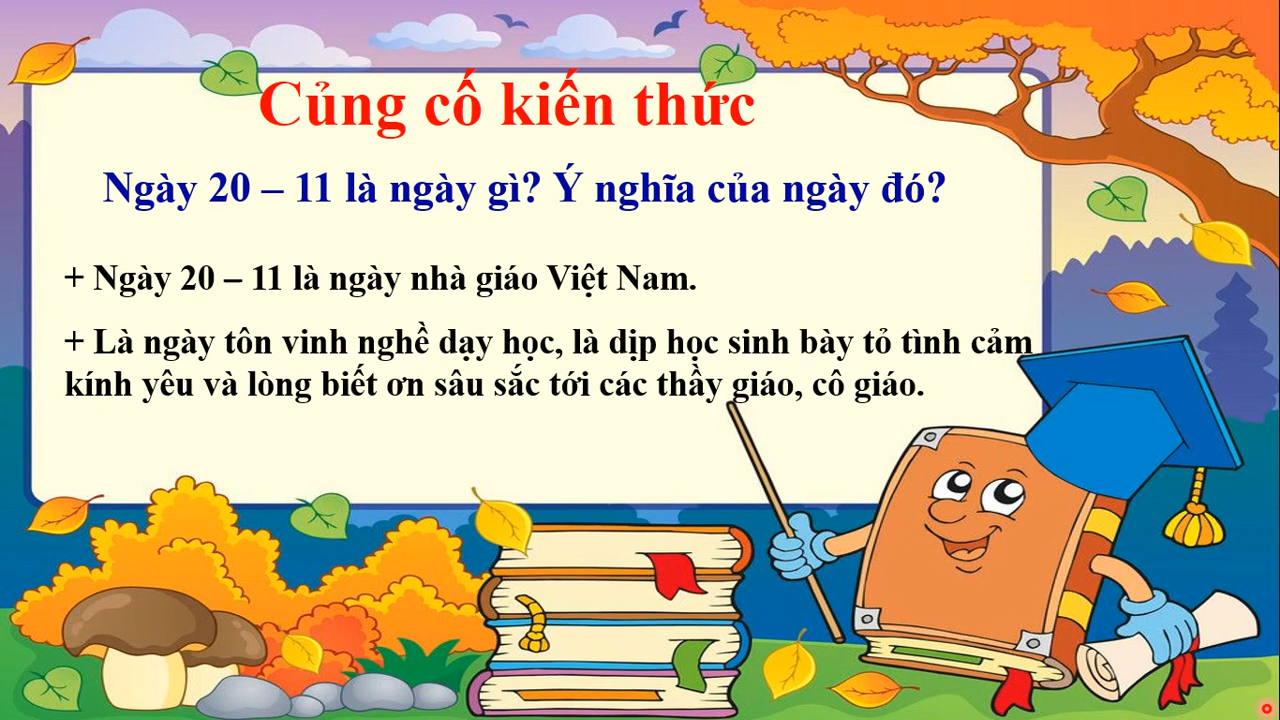 Củng cố kiến thức
Ngày 20 – 11 là ngày gì? Ý nghĩa của ngày đó?
+ Ngày 20 – 11 là ngày nhà giáo Việt Nam.
+ Là ngày tôn vinh nghề dạy học, là dịp học sinh bày tỏ tình cảm
kính yêu và lòng biết ơn sâu sắc tới các thầy giáo, cô giáo.